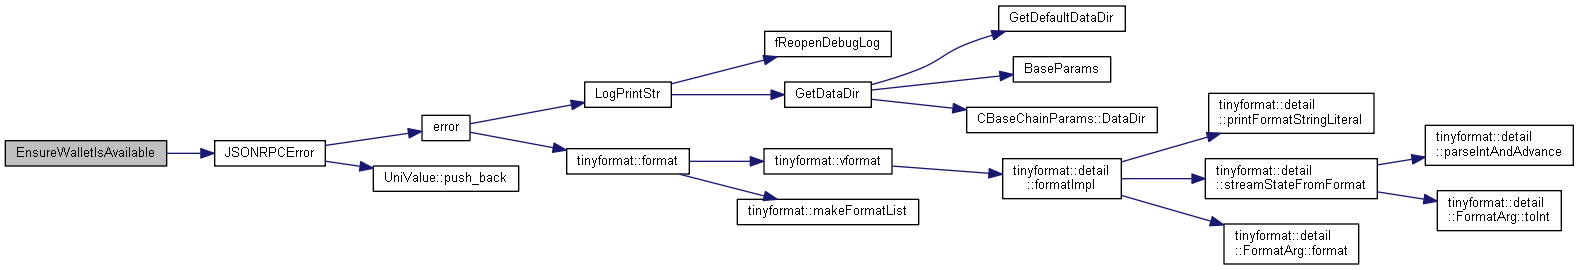 EnsureWalletIsAvailable
JSONRPCError
error
UniValue::push_back
LogPrintStr
tinyformat::format
fReopenDebugLog
GetDataDir
tinyformat::vformat
tinyformat::makeFormatList
GetDefaultDataDir
BaseParams
CBaseChainParams::DataDir
tinyformat::detail
::formatImpl
tinyformat::detail
::printFormatStringLiteral
tinyformat::detail
::streamStateFromFormat
tinyformat::detail
::FormatArg::format
tinyformat::detail
::parseIntAndAdvance
tinyformat::detail
::FormatArg::toInt